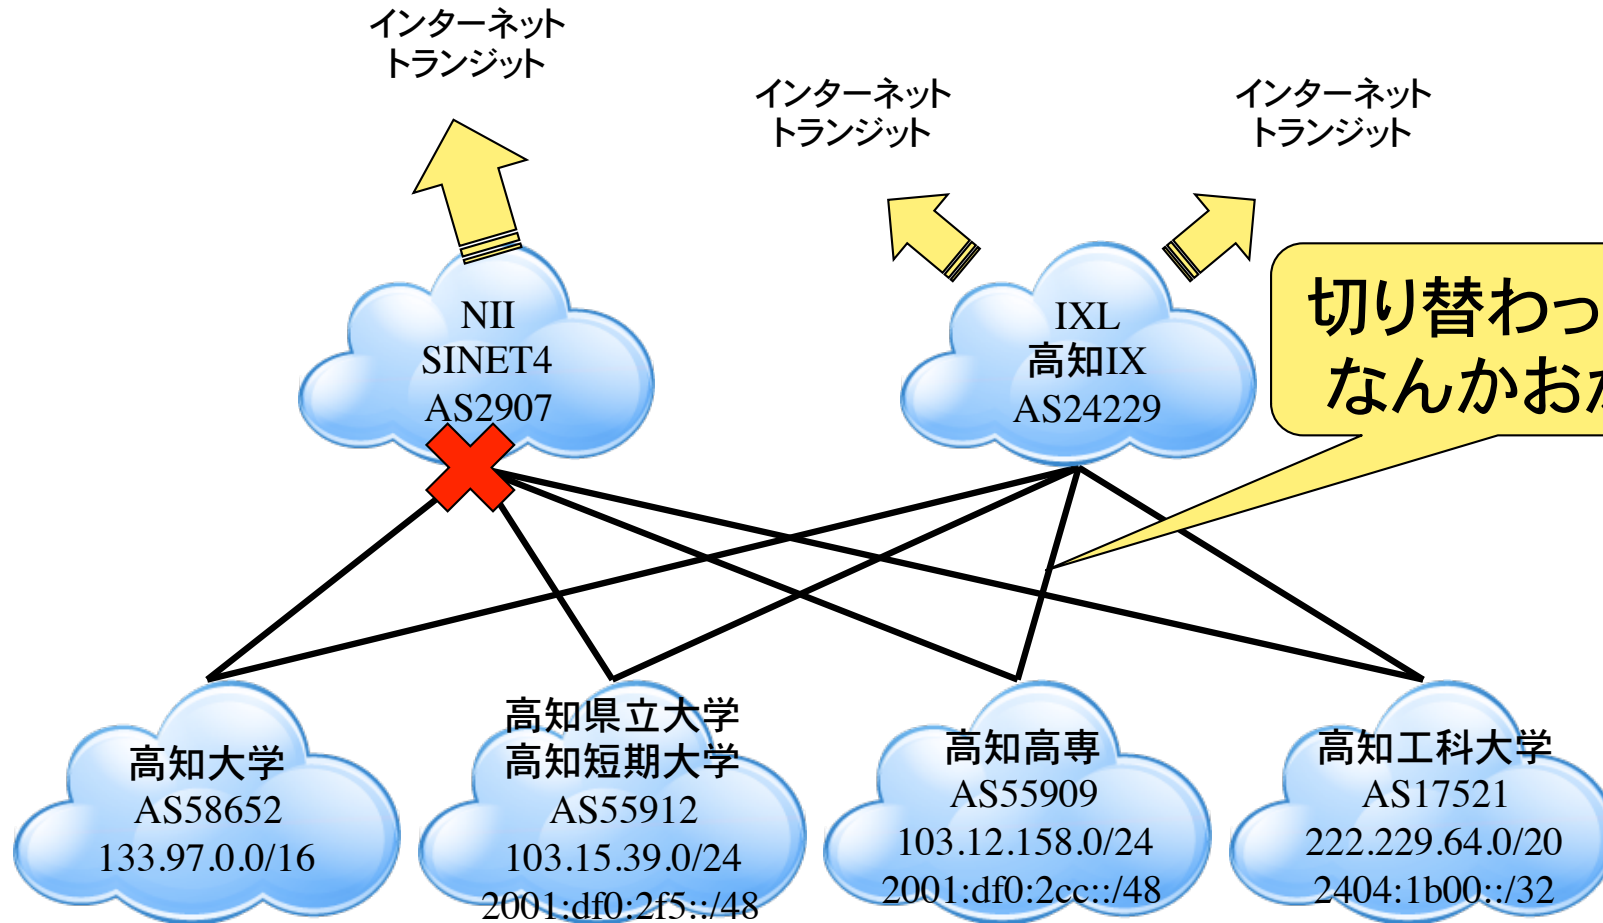 インターネット
トランジット
インターネット
トランジット
インターネット
トランジット
NII
SINET4
AS2907
IXL
高知IX
AS24229
切り替わっ
なんかおか
高知大学
AS58652
133.97.0.0/16
高知県立大学
高知短期大学
AS55912
103.15.39.0/24
2001:df0:2f5::/48
高知高専
AS55909
103.12.158.0/24
2001:df0:2cc::/48
高知工科大学
AS17521
222.229.64.0/20
2404:1b00::/32